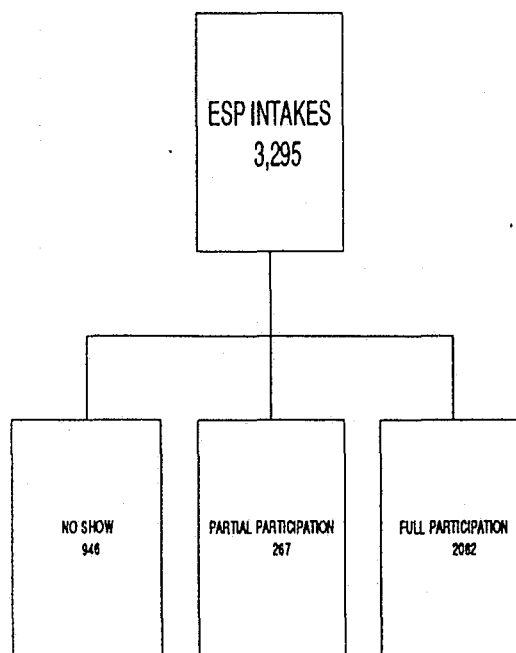 ESP INTAKES
3,295
NO SHOW
946
PARTIAL PARTICIPATION
267
FULL PARTICIPATION
2082